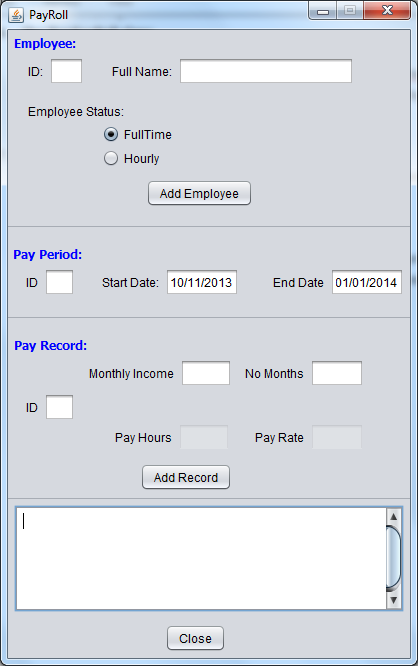 PayRoll
Employee:
ID: Full Name:
Employee Status:
FullTime
Hourly
Add Employee
Pay Period:
ID Start Date: 10/11/2013 End Date 01/01/2014
Pay Record:
Monthly Income No Months
ID
Pay Hours Pay Rate
Add Record
Close